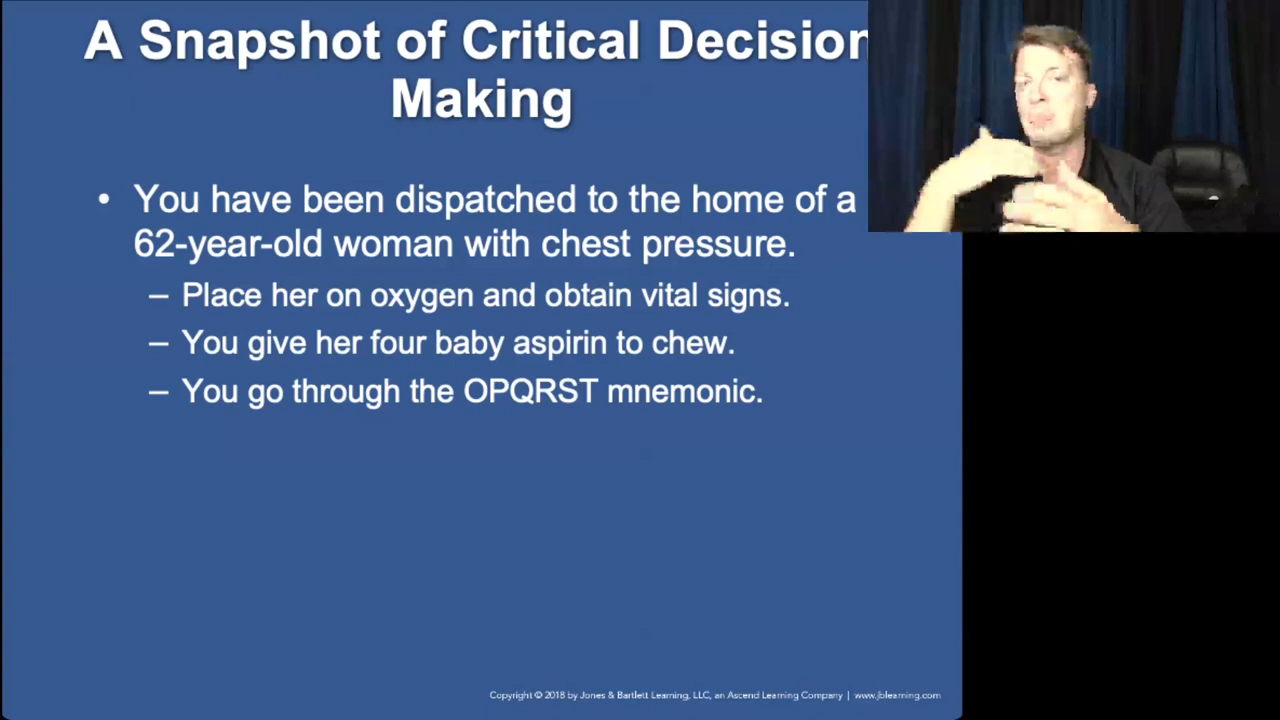 A Snapshot of Critical Decision
Making
• You have been dispatched to the home of a
62-year-old woman with chest pressure.
– Place her on oxygen and obtain vital signs.
– You give her four baby aspirin to chew.
– You go through the OPQRST mnemonic.
Copyright © 2018 by Jones & Bartlett Learning, LLC, an Ascend Learning Company | www.jblearning.com